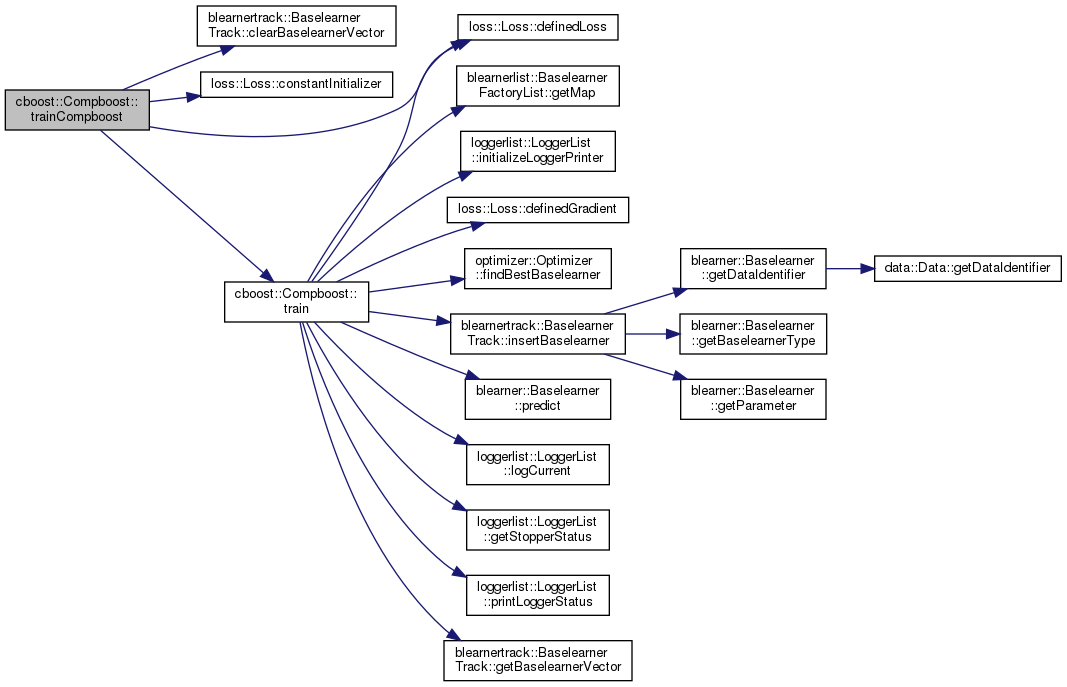 cboost::Compboost::
trainCompboost
blearnertrack::Baselearner
Track::clearBaselearnerVector
loss::Loss::constantInitializer
cboost::Compboost::
train
loss::Loss::definedLoss
blearnerlist::Baselearner
FactoryList::getMap
loggerlist::LoggerList
::initializeLoggerPrinter
loss::Loss::definedGradient
optimizer::Optimizer
::findBestBaselearner
blearnertrack::Baselearner
Track::insertBaselearner
blearner::Baselearner
::predict
loggerlist::LoggerList
::logCurrent
loggerlist::LoggerList
::getStopperStatus
loggerlist::LoggerList
::printLoggerStatus
blearnertrack::Baselearner
Track::getBaselearnerVector
blearner::Baselearner
::getDataIdentifier
blearner::Baselearner
::getBaselearnerType
blearner::Baselearner
::getParameter
data::Data::getDataIdentifier